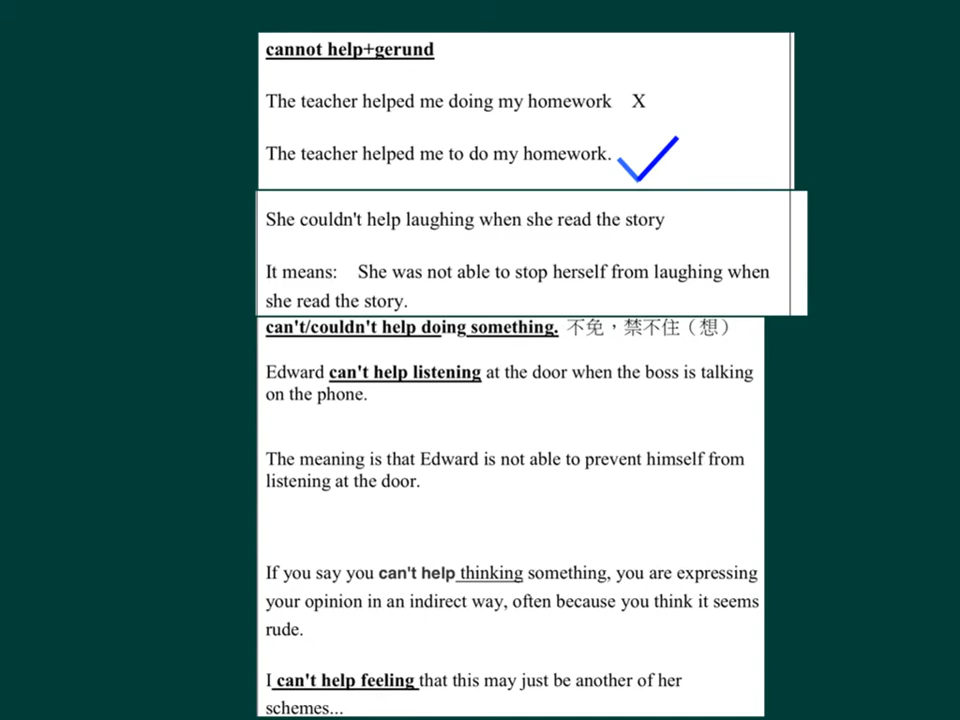 cannot help+gerund
The teacher helped me doing my homework X
The teacher helped me to do my homework.
She couldn't help laughing when she read the story
It means: She was not able to stop herself from laughing when
she read the story.
can't/couldn't help doing something. 不免，禁不住（想）
Edward can't help listening at the door when the boss is talking
on the phone.
The meaning is that Edward is not able to prevent himself from
listening at the door.
If you say you can't help thinking something, you are expressing
your opinion in an indirect way, often because you think it seems
rude.
I can't help feeling that this may just be another of her
schemes...